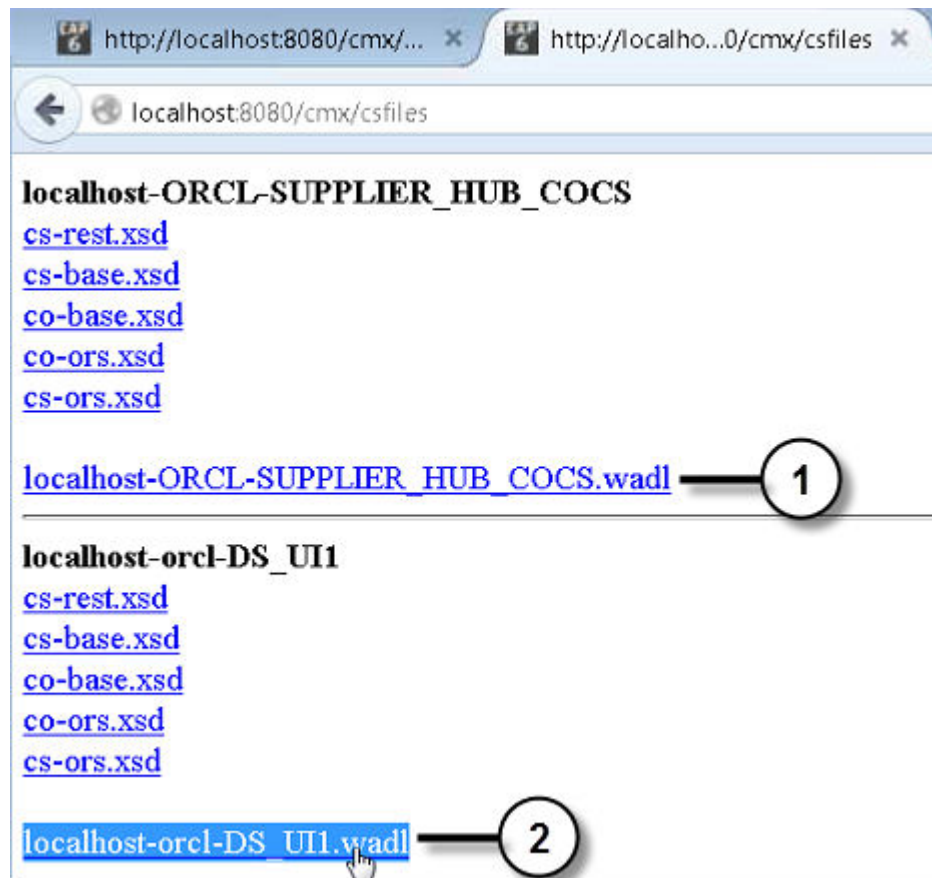 http://localhost:8080/cmx/... × http://localho...0/cmx/csfiles ×
localhost:8080/cmx/csfiles
localhost-ORCL-SUPPLIER_HUB_COCS
cs-rest.xsd
cs-base.xsd
co-base.xsd
co-ors.xsd
cs-ors.xsd
localhost-ORCL-SUPPLIER_HUB_COCS.wadl 1
localhost-orcl-DS_UI1
cs-rest.xsd
cs-base.xsd
co-base.xsd
co-ors.xsd
cs-ors.xsd
localhost-orcl-DS_UI1.wadl 2